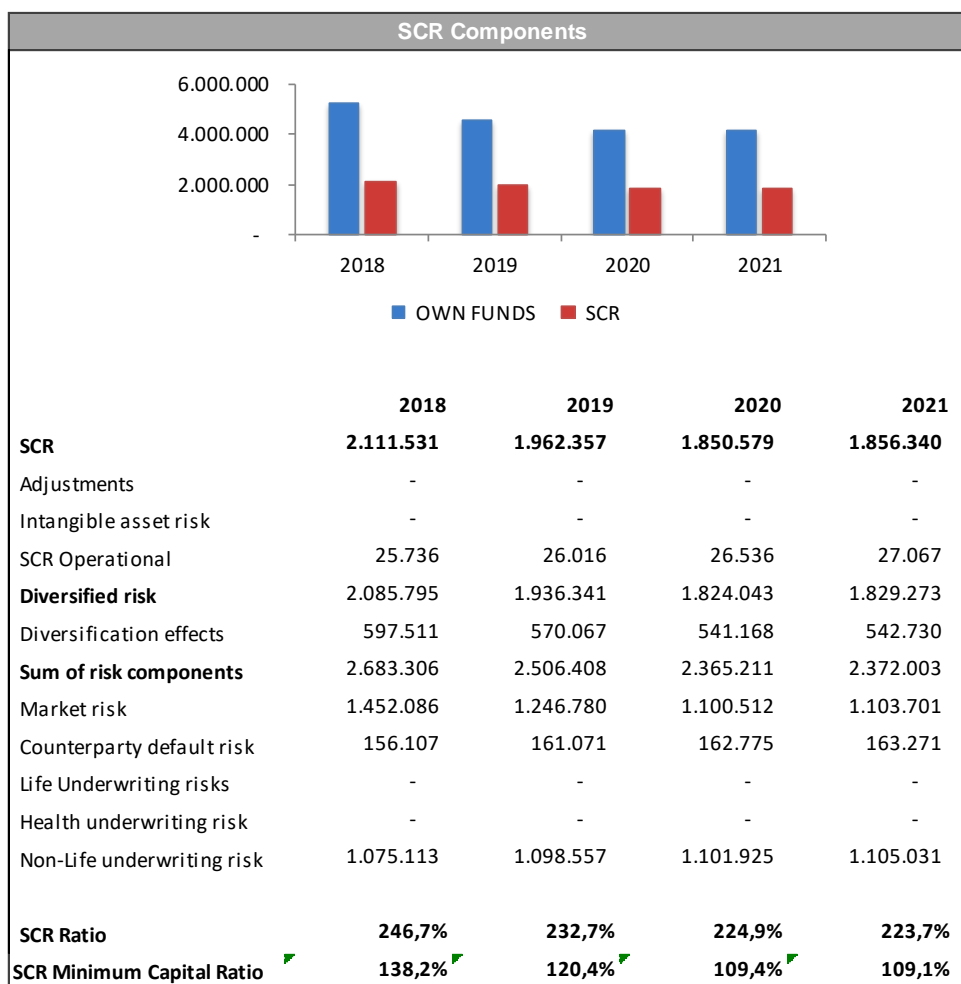 SCR Components
6.000.000
4.000.000
2.000.000
-
2018 2019 2020 2021
OWN FUNDS SCR
2018 2019 2020 2021
SCR 2.111.531 1.962.357 1.850.579 1.856.340
Adjustments - - - -
Intangible asset risk - - - -
SCR Operational 25.736 26.016 26.536 27.067
Diversified risk 2.085.795 1.936.341 1.824.043 1.829.273
Diversification effects 597.511 570.067 541.168 542.730
Sum of risk components 2.683.306 2.506.408 2.365.211 2.372.003
Market risk 1.452.086 1.246.780 1.100.512 1.103.701
Counterparty default risk 156.107 161.071 162.775 163.271
Life Underwriting risks - - - -
Health underwriting risk - - - -
Non-Life underwriting risk 1.075.113 1.098.557 1.101.925 1.105.031
SCR Ratio 246,7% 232,7% 224,9% 223,7%
SCR Minimum Capital Ratio 138,2% 120,4% 109,4% 109,1%